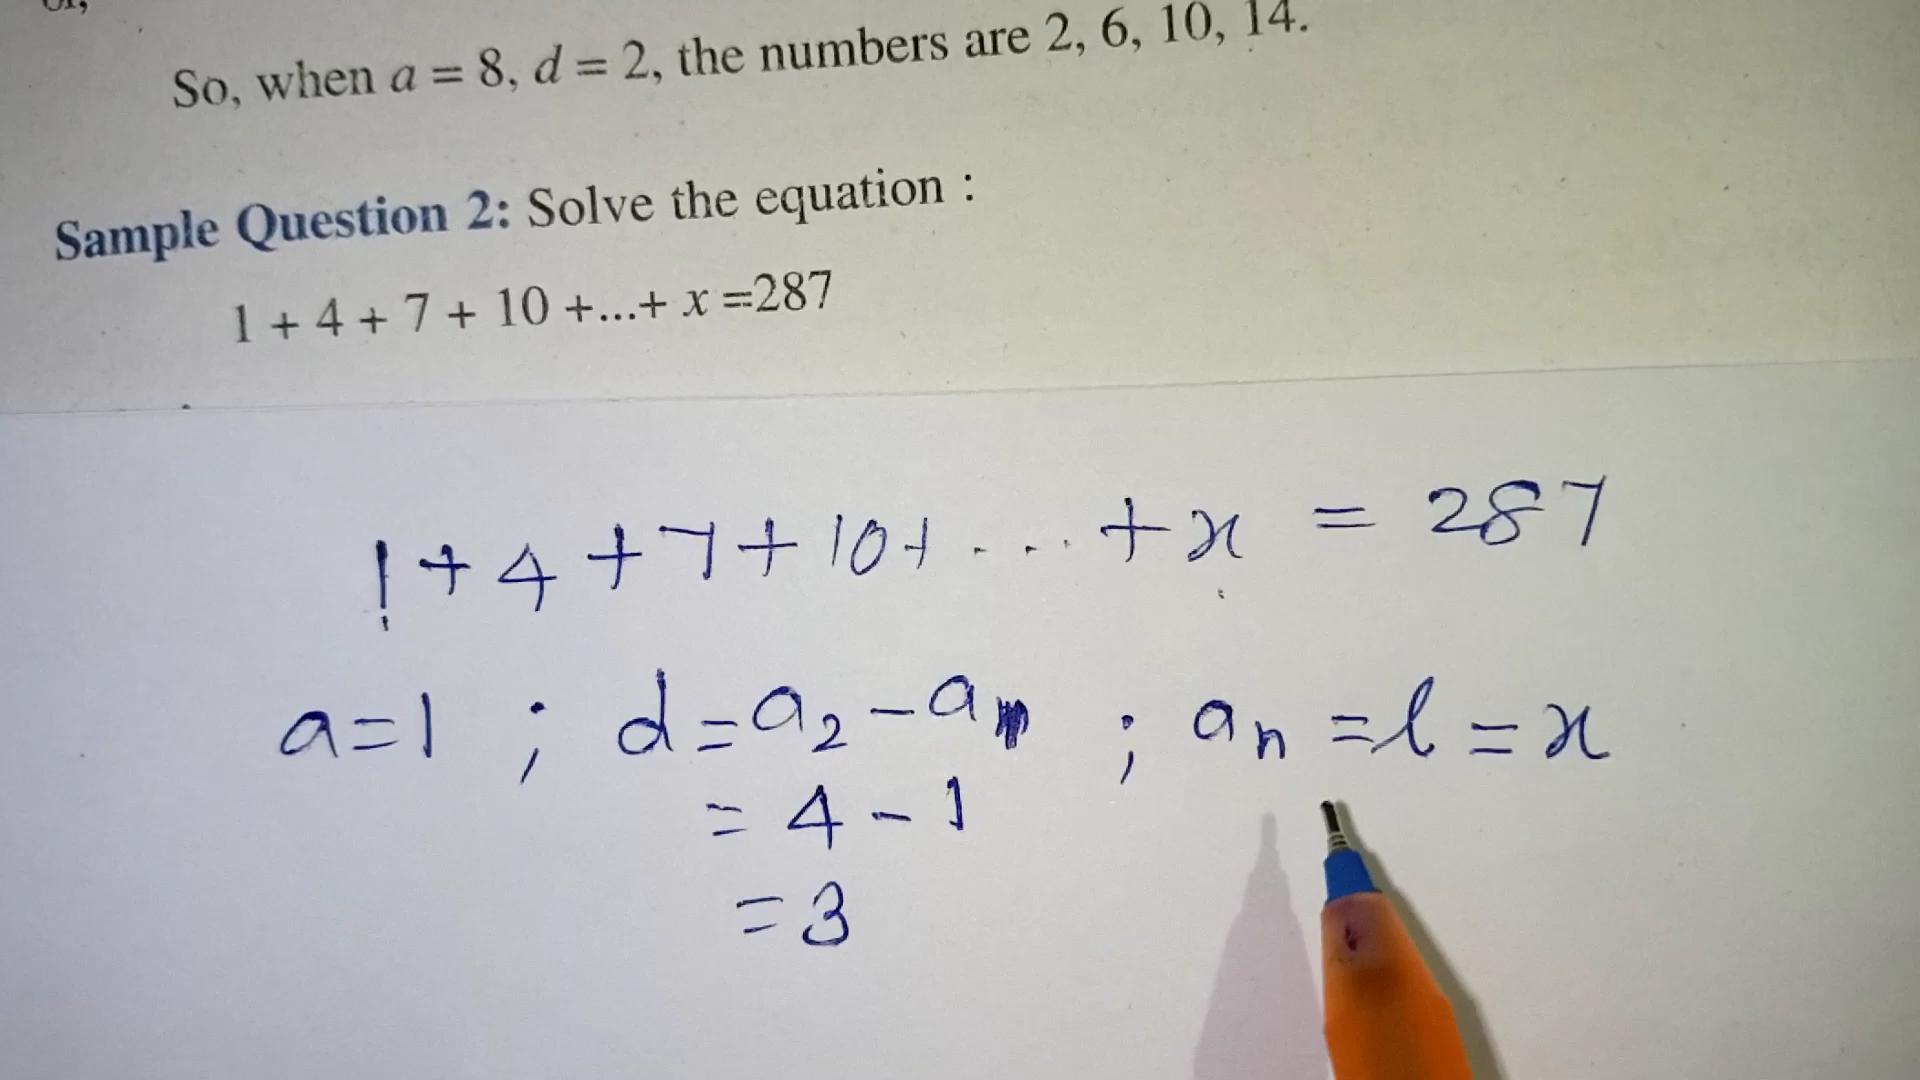 So, when a = 8, d = 2, the numbers are 2, 6, 10, 14.
Sample Question 2: Solve the equation :
1 + 4 + 7 + 10 +...+ x =287
1 + 4 + 7 + 10 + ... + x = 287
a = 1 ; d = a₂ - a₁ ; aₙ = l = x
= 4 - 1
= 3